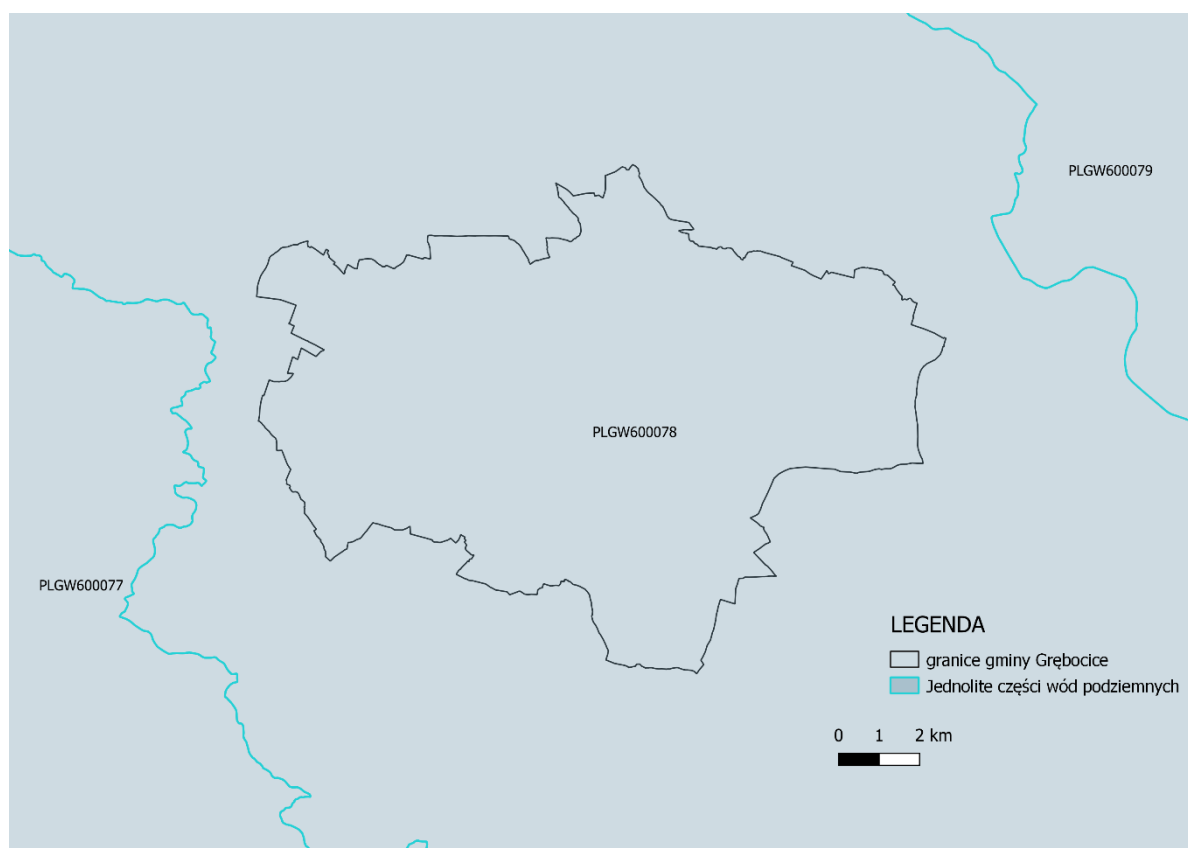 PLGW600079
PLGW600078
PLGW600077
LEGENDA
granice gminy Grębocice
Jednolite części wód podziemnych
0 1 2 km